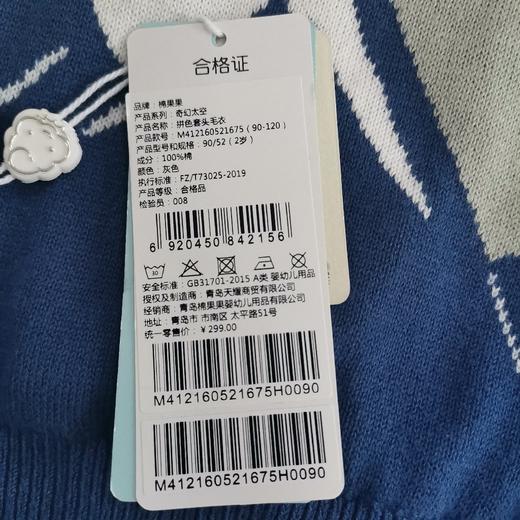 合格证
品牌：棉果果
产品系列：奇幻太空
产品名称：拼色套头毛衣
产品款号：M412160521675（90-120）
产品型号和规格：90/52（2岁）
成分：100%棉
颜色：灰色
执行标准：FZ/T73025-2019
产品等级：合格品
检验员：008
6 920450 842156
安全标准：GB31701-2015 A类 婴幼儿用品
授权及制造商：青岛天耀商贸有限公司
经销商：青岛棉果果婴幼儿用品有限公司
地址：青岛市 市南区 太平路51号
统一零售价：￥299.00
M412160521675H0090
M412160521675H0090